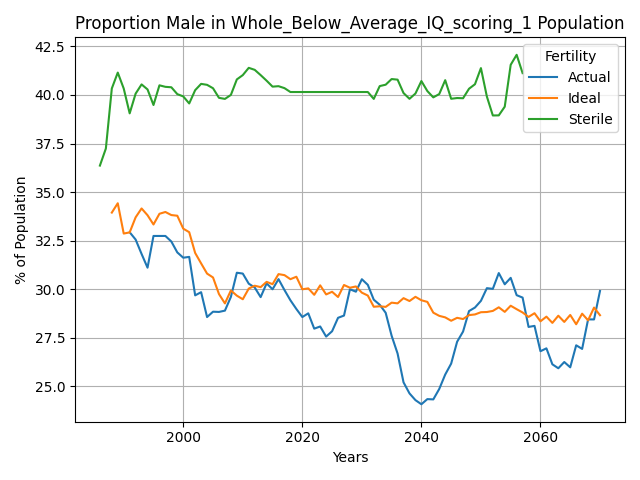 Proportion Male in Whole_Below_Average_IQ_scoring_1 Population
Fertility
Actual
Ideal
Sterile
% of Population
42.5
40.0
37.5
35.0
32.5
30.0
27.5
25.0
2000
2020
2040
2060
Years